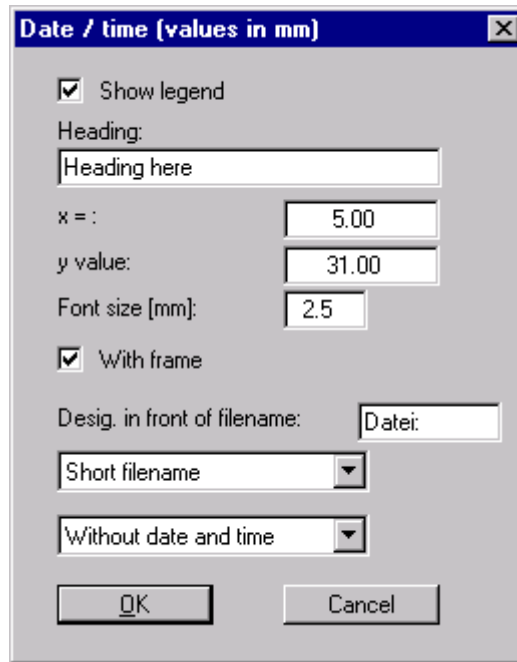 Date / time (values in mm)
Show legend
Heading:
Heading here
x = : 5.00
y value: 31.00
Font size [mm]: 2.5
With frame
Desig. in front of filename: Datei:
Short filename
Without date and time
OK Cancel